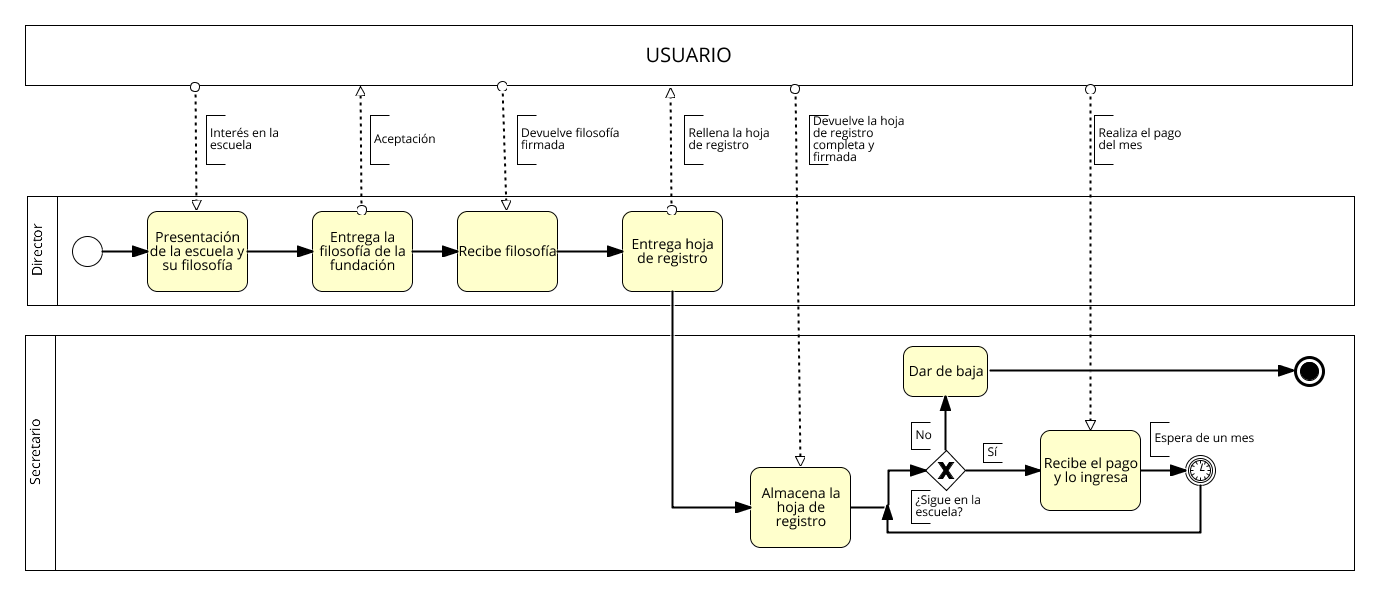 USUARIO
Interés en la
escuela
Aceptación
Devuelve filosofía
firmada
Rellena la hoja
de registro
Devuelve la hoja
de registro
completa y
firmada
Realiza el pago
del mes
Director
Presentación
de la escuela y
su filosofía
Entrega la
filosofía de la
fundación
Recibe filosofía
Entrega hoja
de registro
Secretario
Dar de baja
No
Sí
¿Sigue en la
escuela?
Almacena la
hoja de
registro
Recibe el pago
y lo ingresa
Espera de un mes